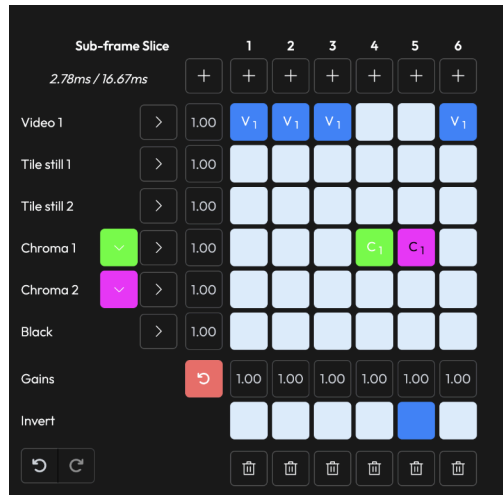 Sub-frame Slice 1 2 3 4 5 6
2.78ms / 16.67ms + + + + + + +
Video 1 > 1.00 V1 V1 V1 V1
Tile still 1 > 1.00
Tile still 2 > 1.00
Chroma 1 > 1.00 C1 C1
Chroma 2 > 1.00
Black > 1.00
Gains 1.00 1.00 1.00 1.00 1.00 1.00
Invert